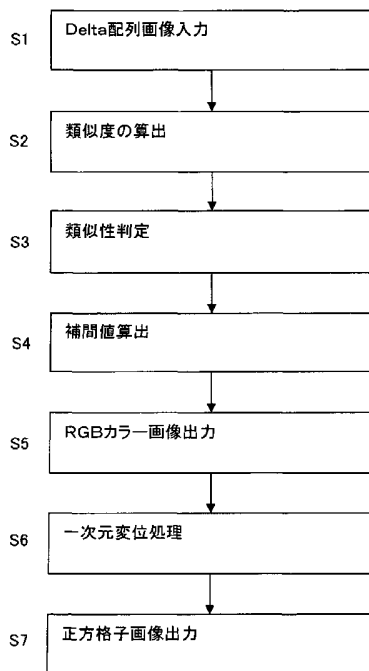 S1 Delta配列画像入力
S2 類似度の算出
S3 類似性判定
S4 補間値算出
S5 RGBカラー画像出力
S6 一次元変位処理
S7 正方格子画像出力